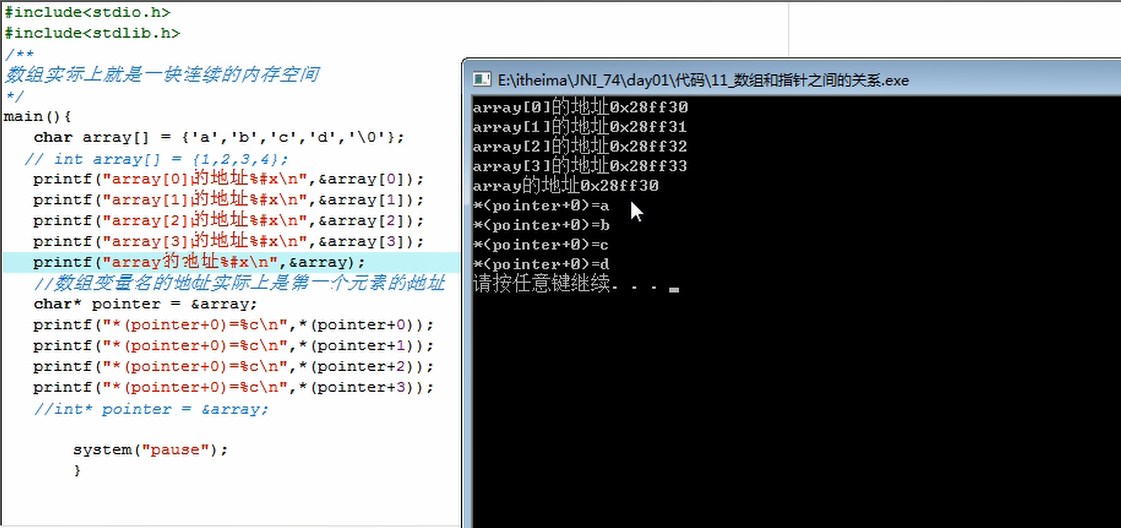 #include<stdio.h>
#include<stdlib.h>
/**
数组实际上就是一块连续的内存空间
*/
main(){
char array[] = {'a','b','c','d','\0'};
// int array[] = {1,2,3,4};
printf("array[0]的地址%#x\n",&array[0]);
printf("array[1]的地址%#x\n",&array[1]);
printf("array[2]的地址%#x\n",&array[2]);
printf("array[3]的地址%#x\n",&array[3]);
printf("array的地址%#x\n",&array);
//数组变量名的地址实际上是第一个元素的地址
char* pointer = &array;
printf("*(pointer+0)=%c\n",*(pointer+0));
printf("*(pointer+0)=%c\n",*(pointer+1));
printf("*(pointer+0)=%c\n",*(pointer+2));
printf("*(pointer+0)=%c\n",*(pointer+3));
//int* pointer = &array;
system("pause");
}
E:\itheima\JNI_74\day01\代码\11_数组和指针之间的关系.exe
array[0]的地址0x28ff30
array[1]的地址0x28ff31
array[2]的地址0x28ff32
array[3]的地址0x28ff33
array的地址0x28ff30
*(pointer+0)=a
*(pointer+0)=b
*(pointer+0)=c
*(pointer+0)=d
请按任意键继续. . .